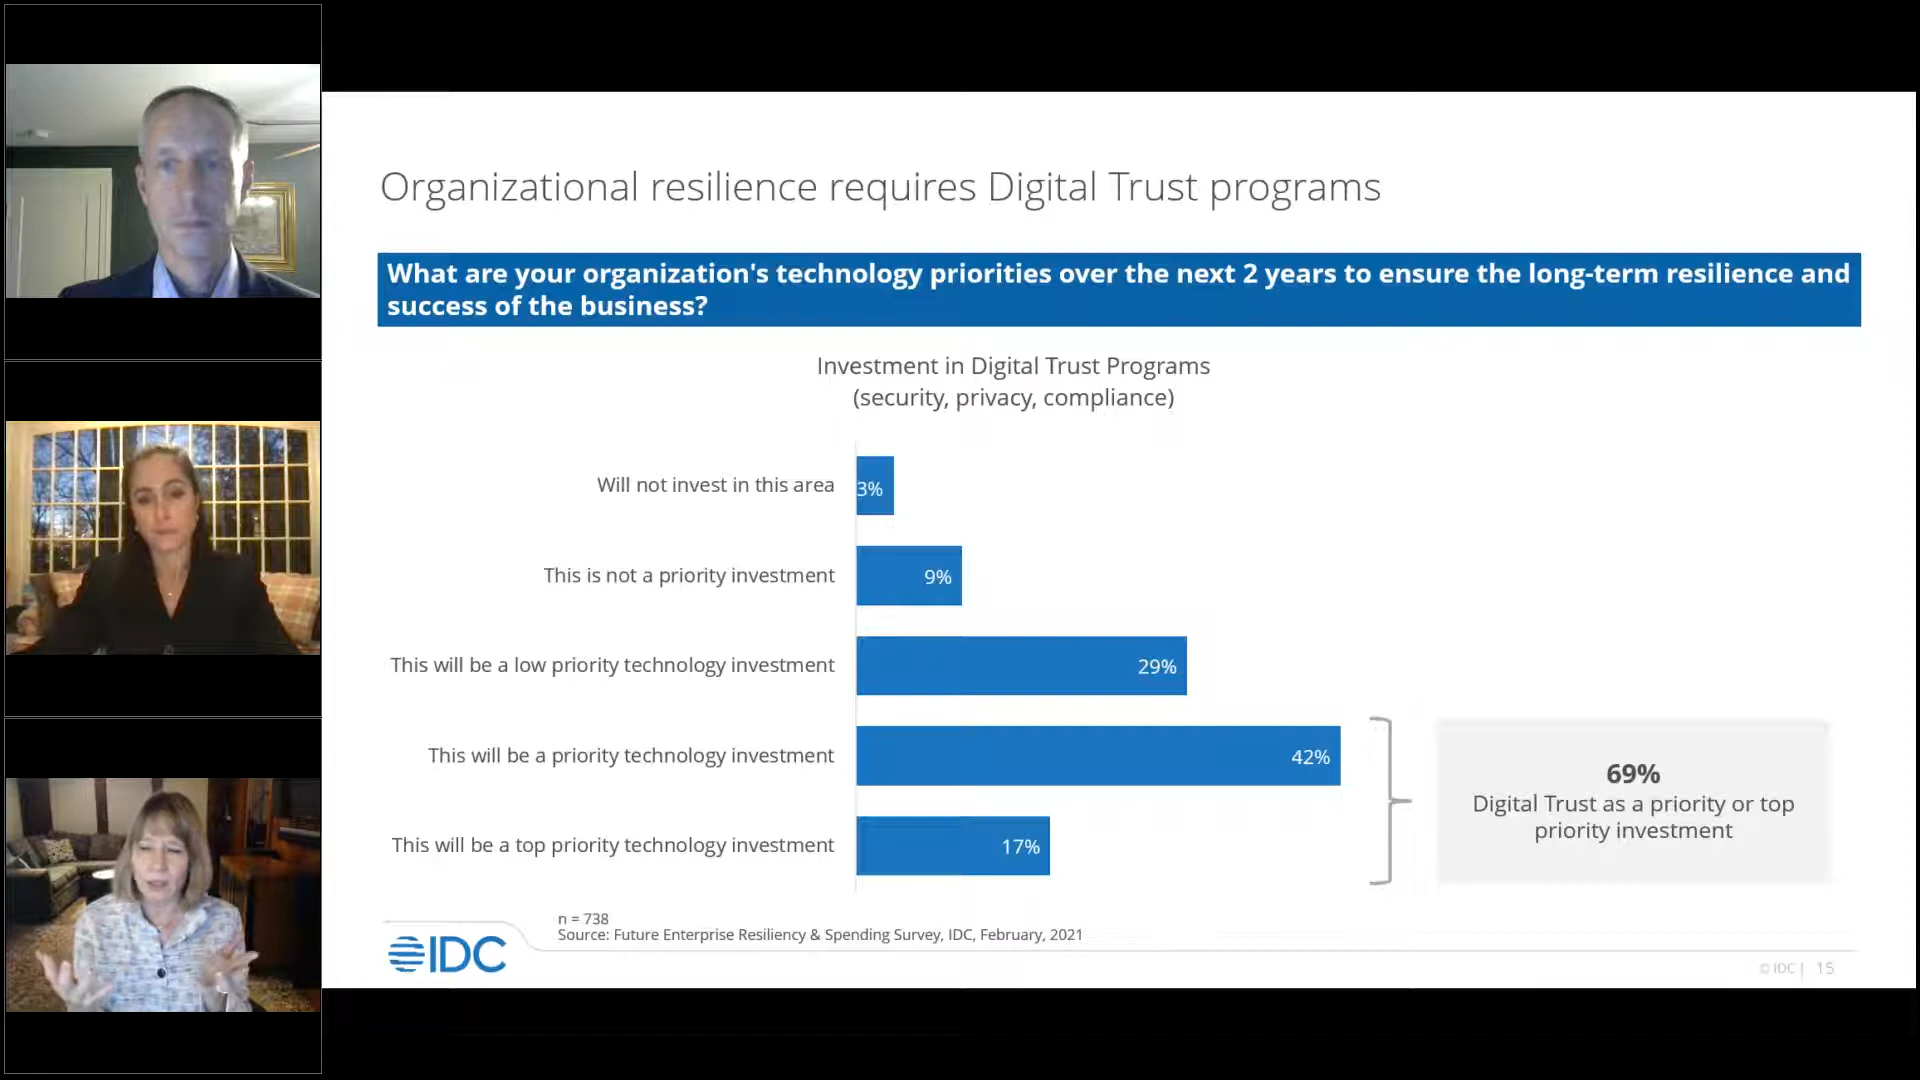 Organizational resilience requires Digital Trust programs
What are your organization's technology priorities over the next 2 years to ensure the long-term resilience and
success of the business?
Investment in Digital Trust Programs
(security, privacy, compliance)
Will not invest in this area
3%
This is not a priority investment
9%
This will be a low priority technology investment
29%
This will be a priority technology investment
42%
This will be a top priority technology investment
17%
69%
Digital Trust as a priority or top
priority investment
n = 738
Source: Future Enterprise Resiliency & Spending Survey, IDC, February, 2021
IDC
© IDC | 15